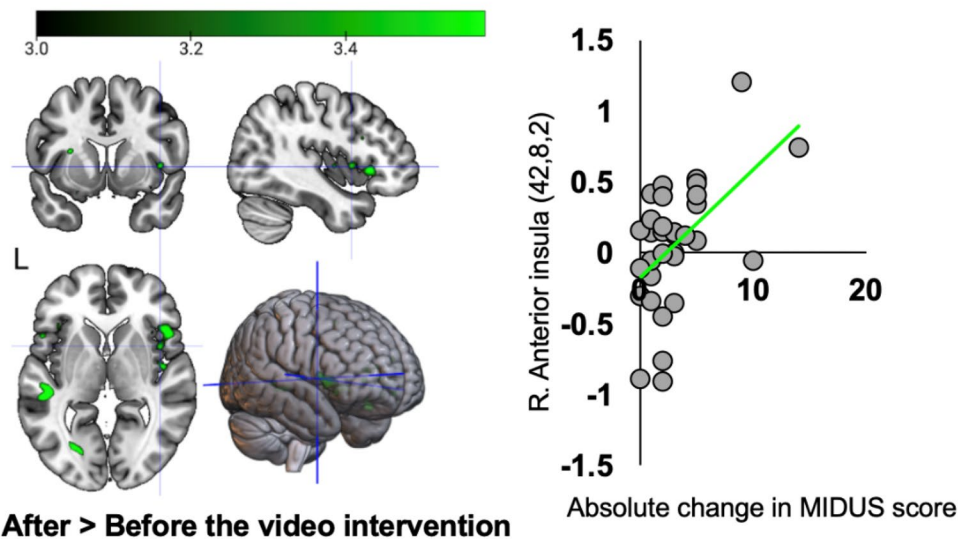 3.0 3.2 3.4
L
After > Before the video intervention
R. Anterior insula (42,8,2)
1.5
1
0.5
0
-0.5
-1
-1.5
0 10 20
Absolute change in MIDUS score